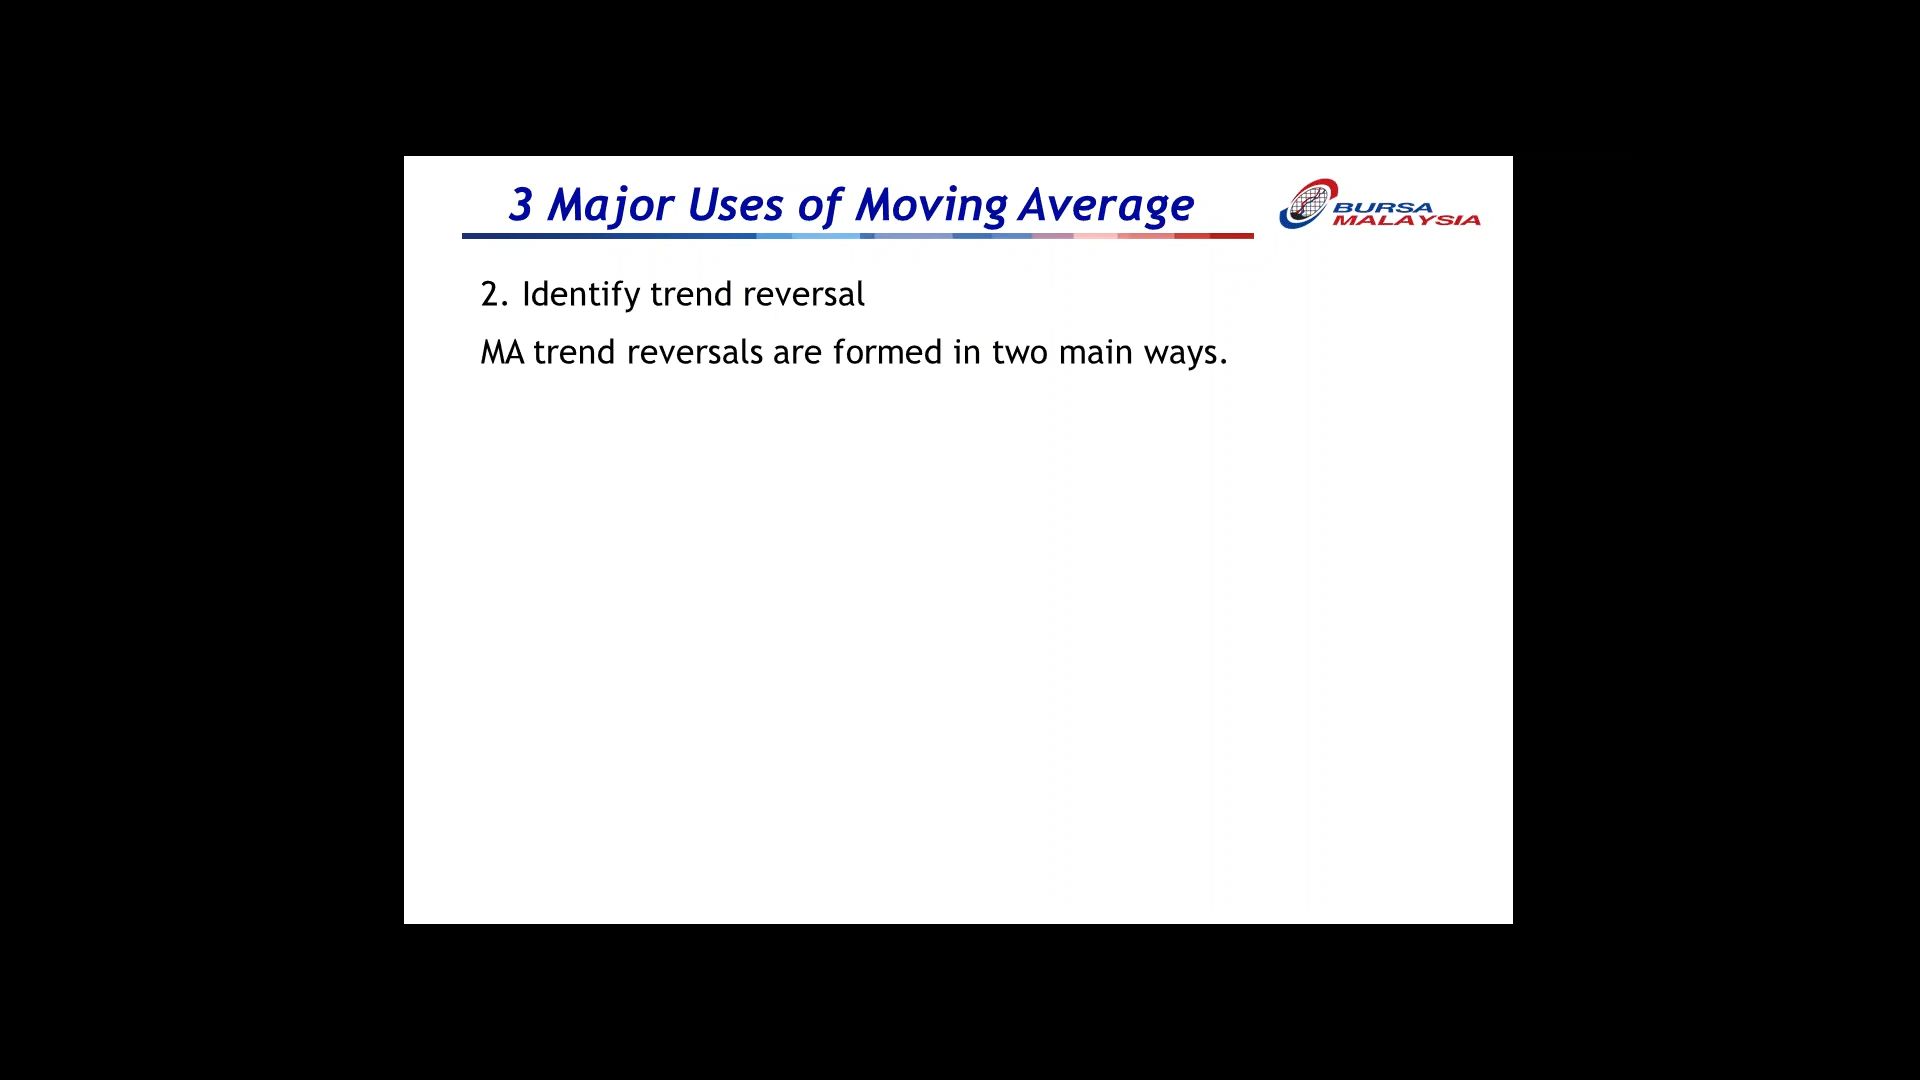 3 Major Uses of Moving Average
BURSA
MALAYSIA
2. Identify trend reversal
MA trend reversals are formed in two main ways.